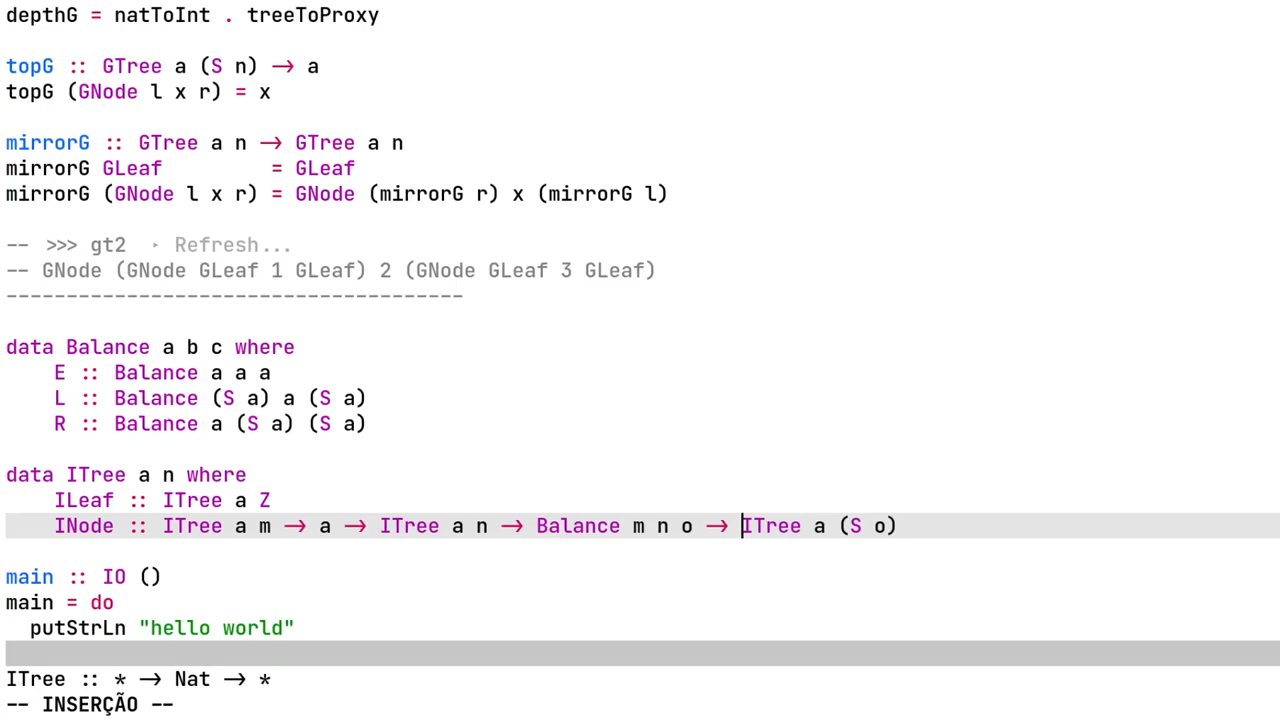 depthG = natToInt . treeToProxy
topG :: GTree a (S n) → a
topG (GNode l x r) = x
mirrorG :: GTree a n → GTree a n
mirrorG GLeaf         = GLeaf
mirrorG (GNode l x r) = GNode (mirrorG r) x (mirrorG l)
-- >>> gt2  ‣ Refresh...
-- GNode (GNode GLeaf 1 GLeaf) 2 (GNode GLeaf 3 GLeaf)
--------------------------------------
data Balance a b c where
    E :: Balance a a a
    L :: Balance (S a) a (S a)
    R :: Balance a (S a) (S a)
data ITree a n where
    ILeaf :: ITree a Z
    INode :: ITree a m → a → ITree a n → Balance m n o → ITree a (S o)
main :: IO ()
main = do
  putStrLn "hello world"
ITree :: * → Nat → *
-- INSERÇÃO --